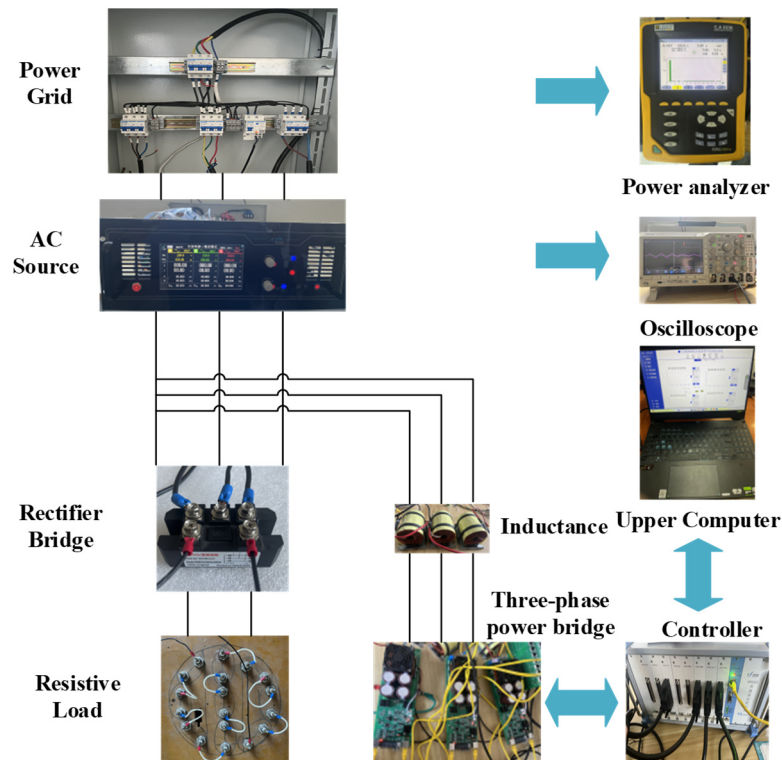 Power
Grid
Power analyzer
AC
Source
Oscilloscope
Rectifier
Bridge
Inductance
Upper Computer
Three-phase
power bridge
Controller
Resistive
Load